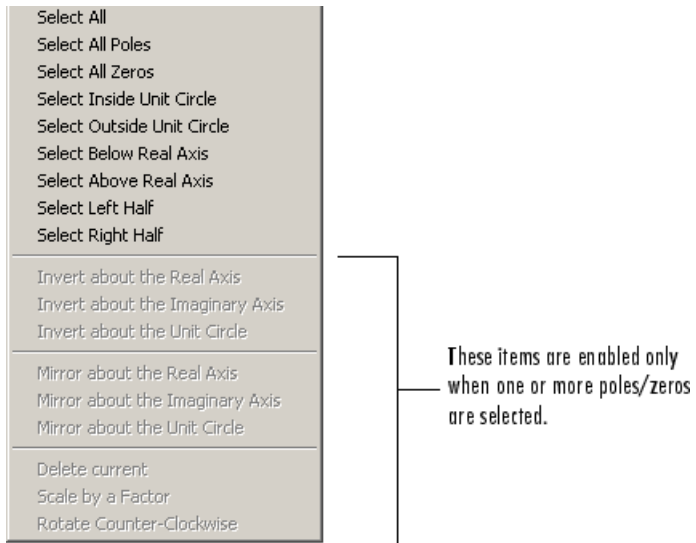 Select All
Select All Poles
Select All Zeros
Select Inside Unit Circle
Select Outside Unit Circle
Select Below Real Axis
Select Above Real Axis
Select Left Half
Select Right Half
Invert about the Real Axis
Invert about the Imaginary Axis
Invert about the Unit Circle
Mirror about the Real Axis
Mirror about the Imaginary Axis
Mirror about the Unit Circle
Delete current
Scale by a Factor
Rotate Counter-Clockwise
These items are enabled only
when one or more poles/zeros
are selected.